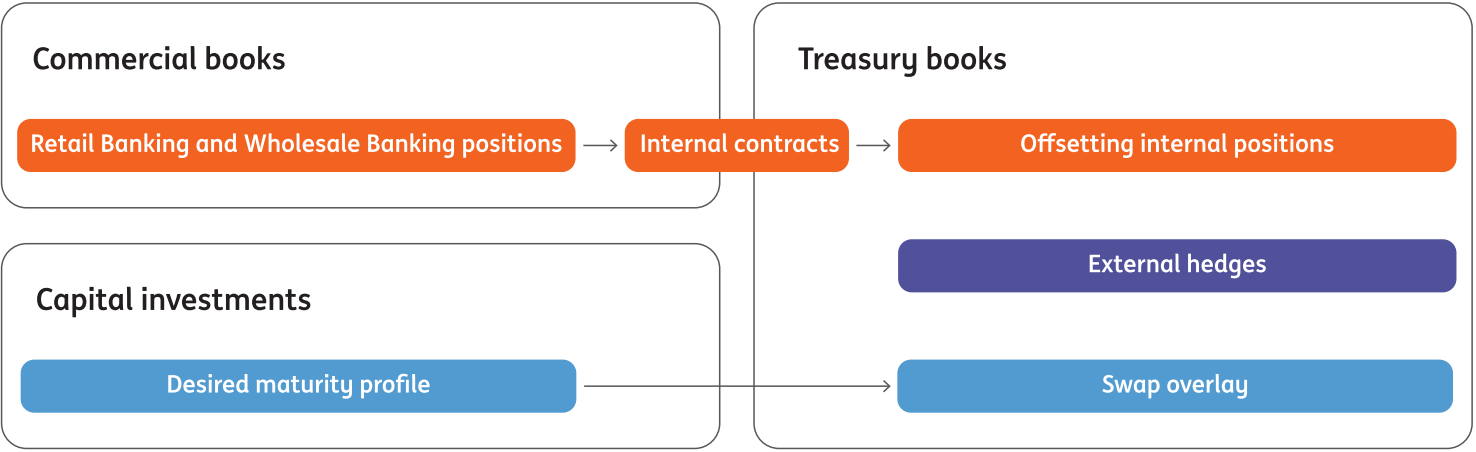 Commercial books
Retail Banking and Wholesale Banking positions
Internal contracts
Capital investments
Desired maturity profile
Treasury books
Offsetting internal positions
External hedges
Swap overlay